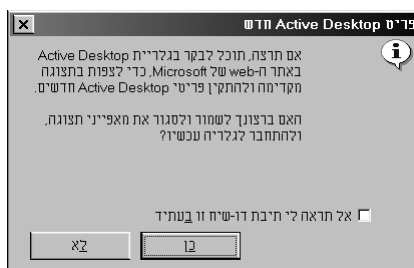 פריט Active Desktop חדש
אם תרצה, תוכל לבקר בגלריית Active Desktop
באתר ה-web של Microsoft, כדי לצפות בתצוגה
מקדימה ולהתקין פריטי Active Desktop חדשים.
האם ברצונך לשמור ולסגור את מאפייני תצוגה,
ולהתחבר לגלריה עכשיו?
אל תראה לי תיבת דו-שיח זו בעתיד
כן
לא